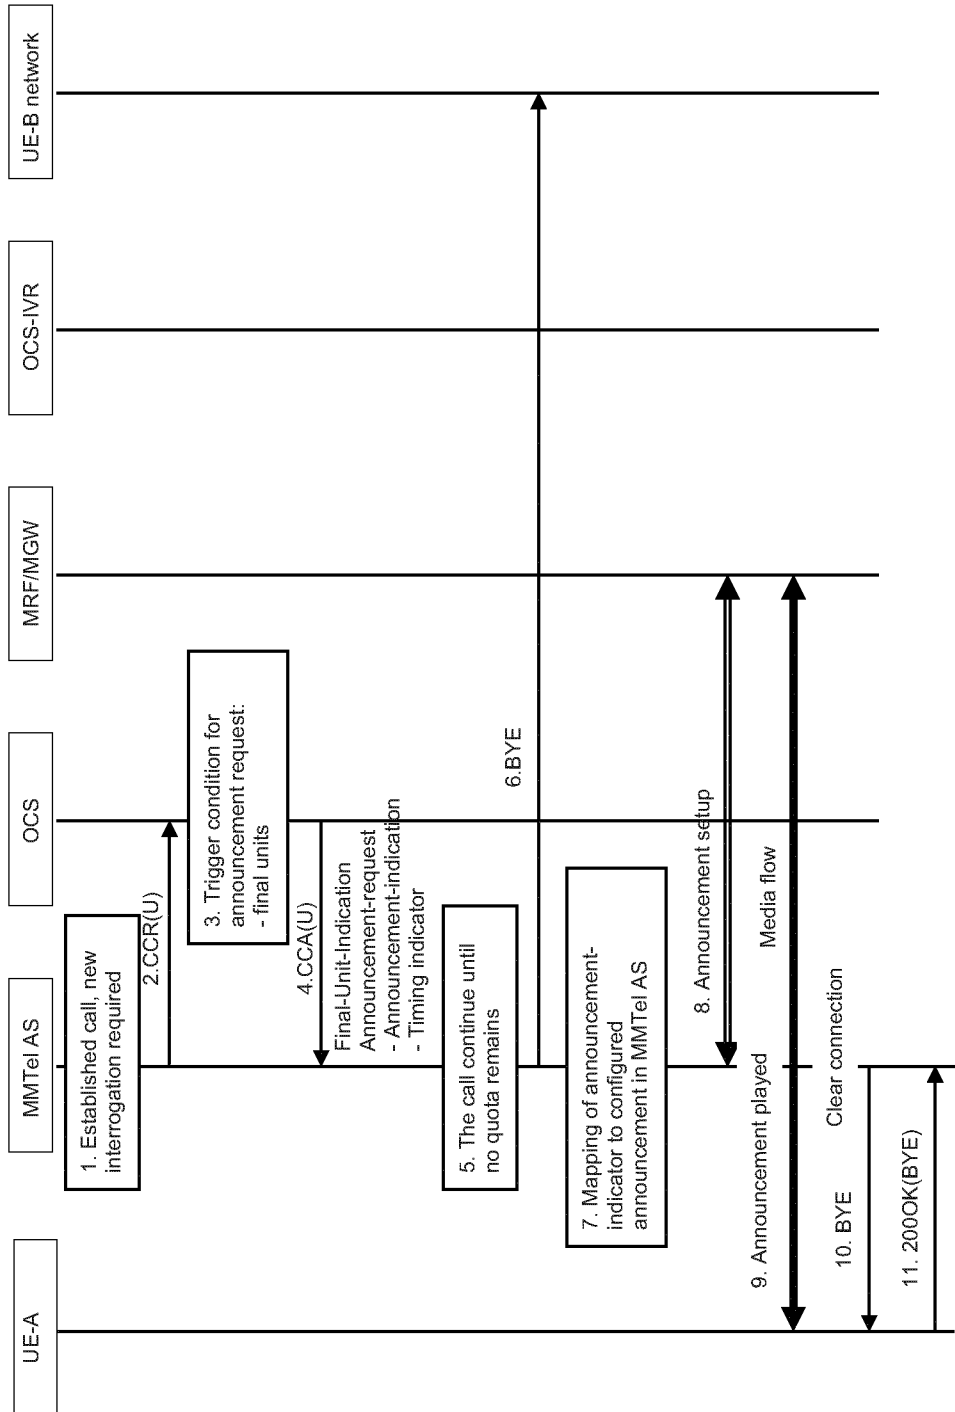 UE-A
MMTel AS
OCS
MRF/MGW
OCS-IVR
UE-B network
1. Established call, new
interrogation required
2.CCR(U)
3. Trigger condition for
announcement request:
- final units
4.CCA(U)
Final-Unit-Indication
Announcement-request
- Announcement-indication
- Timing indicator
5. The call continue until
no quota remains
6.BYE
7. Mapping of announcement-
indicator to configured
announcement in MMTel AS
8. Announcement setup
9. Announcement played
Media flow
Clear connection
10. BYE
11. 200OK(BYE)